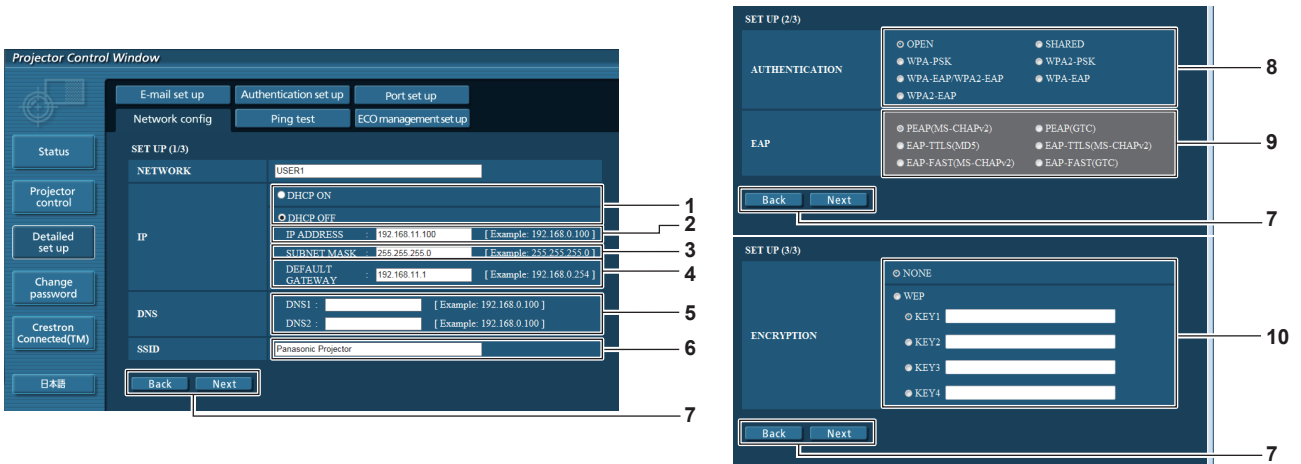 Projector Control Window
E-mail set up
Authentication set up
Port set up
Network config
Ping test
ECO management set up
Status
Projector control
Detailed set up
Change password
Crestron Connected(TM)
日本語
SET UP (1/3)
NETWORK USER1
IP
DHCP ON
DHCP OFF
1
IP ADDRESS : 192.168.11.100 [ Example: 192.168.0.100 ]
2
SUBNET MASK : 255.255.255.0 [ Example: 255.255.255.0 ]
3
DEFAULT GATEWAY : 192.168.11.1 [ Example: 192.168.0.254 ]
4
DNS
DNS1 : [ Example: 192.168.0.100 ]
DNS2 : [ Example: 192.168.0.100 ]
5
SSID Panasonic Projector
6
Back Next
7
SET UP (2/3)
AUTHENTICATION
OPEN SHARED
WPA-PSK WPA2-PSK
WPA-EAP/WPA2-EAP WPA-EAP
WPA2-EAP
8
EAP
PEAP(MS-CHAPv2) PEAP(GTC)
EAP-TTLS(MD5) EAP-TTLS(MS-CHAPv2)
EAP-FAST(MS-CHAPv2) EAP-FAST(GTC)
9
Back Next
7
SET UP (3/3)
ENCRYPTION
NONE
WEP
KEY1
KEY2
KEY3
KEY4
10
Back Next
7